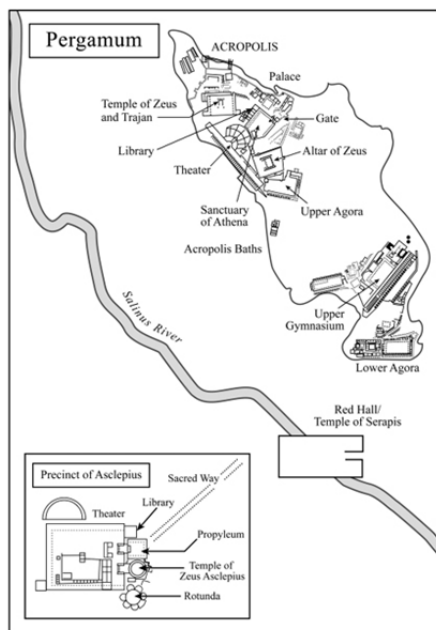 Pergamum
ACROPOLIS
Palace
Temple of Zeus
and Trajan
Gate
Library
Altar of Zeus
Theater
Sanctuary
of Athena
Upper Agora
Acropolis Baths
Upper
Gymnasium
Lower Agora
Salinus River
Red Hall/
Temple of Serapis
Precinct of Asclepius
Sacred Way
Library
Theater
Propyleum
Temple of
Zeus Asclepius
Rotunda